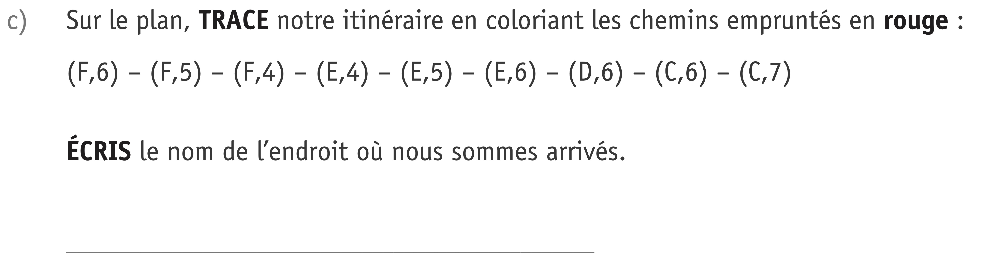 c) Sur le plan, TRACE notre itinéraire en coloriant les chemins empruntés en rouge :
(F,6) – (F,5) – (F,4) – (E,4) – (E,5) – (E,6) – (D,6) – (C,6) – (C,7)
ÉCRIS le nom de l’endroit où nous sommes arrivés.